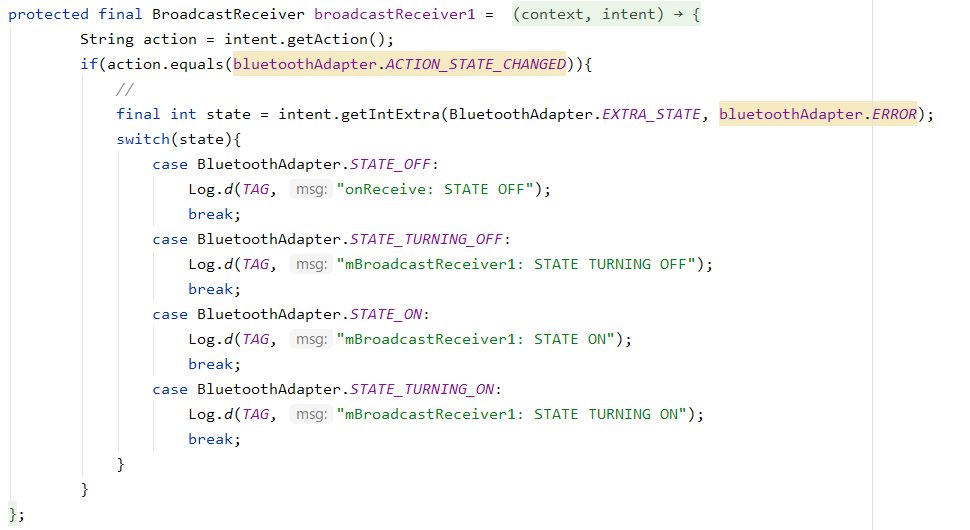 protected final BroadcastReceiver broadcastReceiver1 = (context, intent) → {
        String action = intent.getAction();
        if(action.equals(bluetoothAdapter.ACTION_STATE_CHANGED)){
            //
            final int state = intent.getIntExtra(BluetoothAdapter.EXTRA_STATE, bluetoothAdapter.ERROR);
            switch(state){
                case BluetoothAdapter.STATE_OFF:
                    Log.d(TAG, msg: "onReceive: STATE OFF");
                    break;
                case BluetoothAdapter.STATE_TURNING_OFF:
                    Log.d(TAG, msg: "mBroadcastReceiver1: STATE TURNING OFF");
                    break;
                case BluetoothAdapter.STATE_ON:
                    Log.d(TAG, msg: "mBroadcastReceiver1: STATE ON");
                    break;
                case BluetoothAdapter.STATE_TURNING_ON:
                    Log.d(TAG, msg: "mBroadcastReceiver1: STATE TURNING ON");
                    break;
            }
        }
};